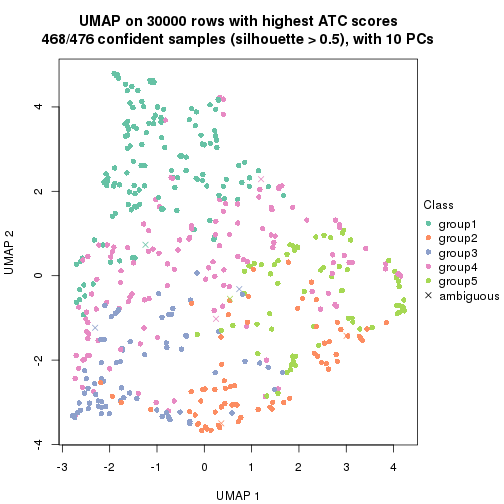 UMAP on 30000 rows with highest ATC scores
468/476 confident samples (silhouette > 0.5), with 10 PCs
UMAP 2
4
2
0
-2
-4
-3
-2
-1
0
1
2
3
4
UMAP 1
Class
group1
group2
group3
group4
group5
ambiguous